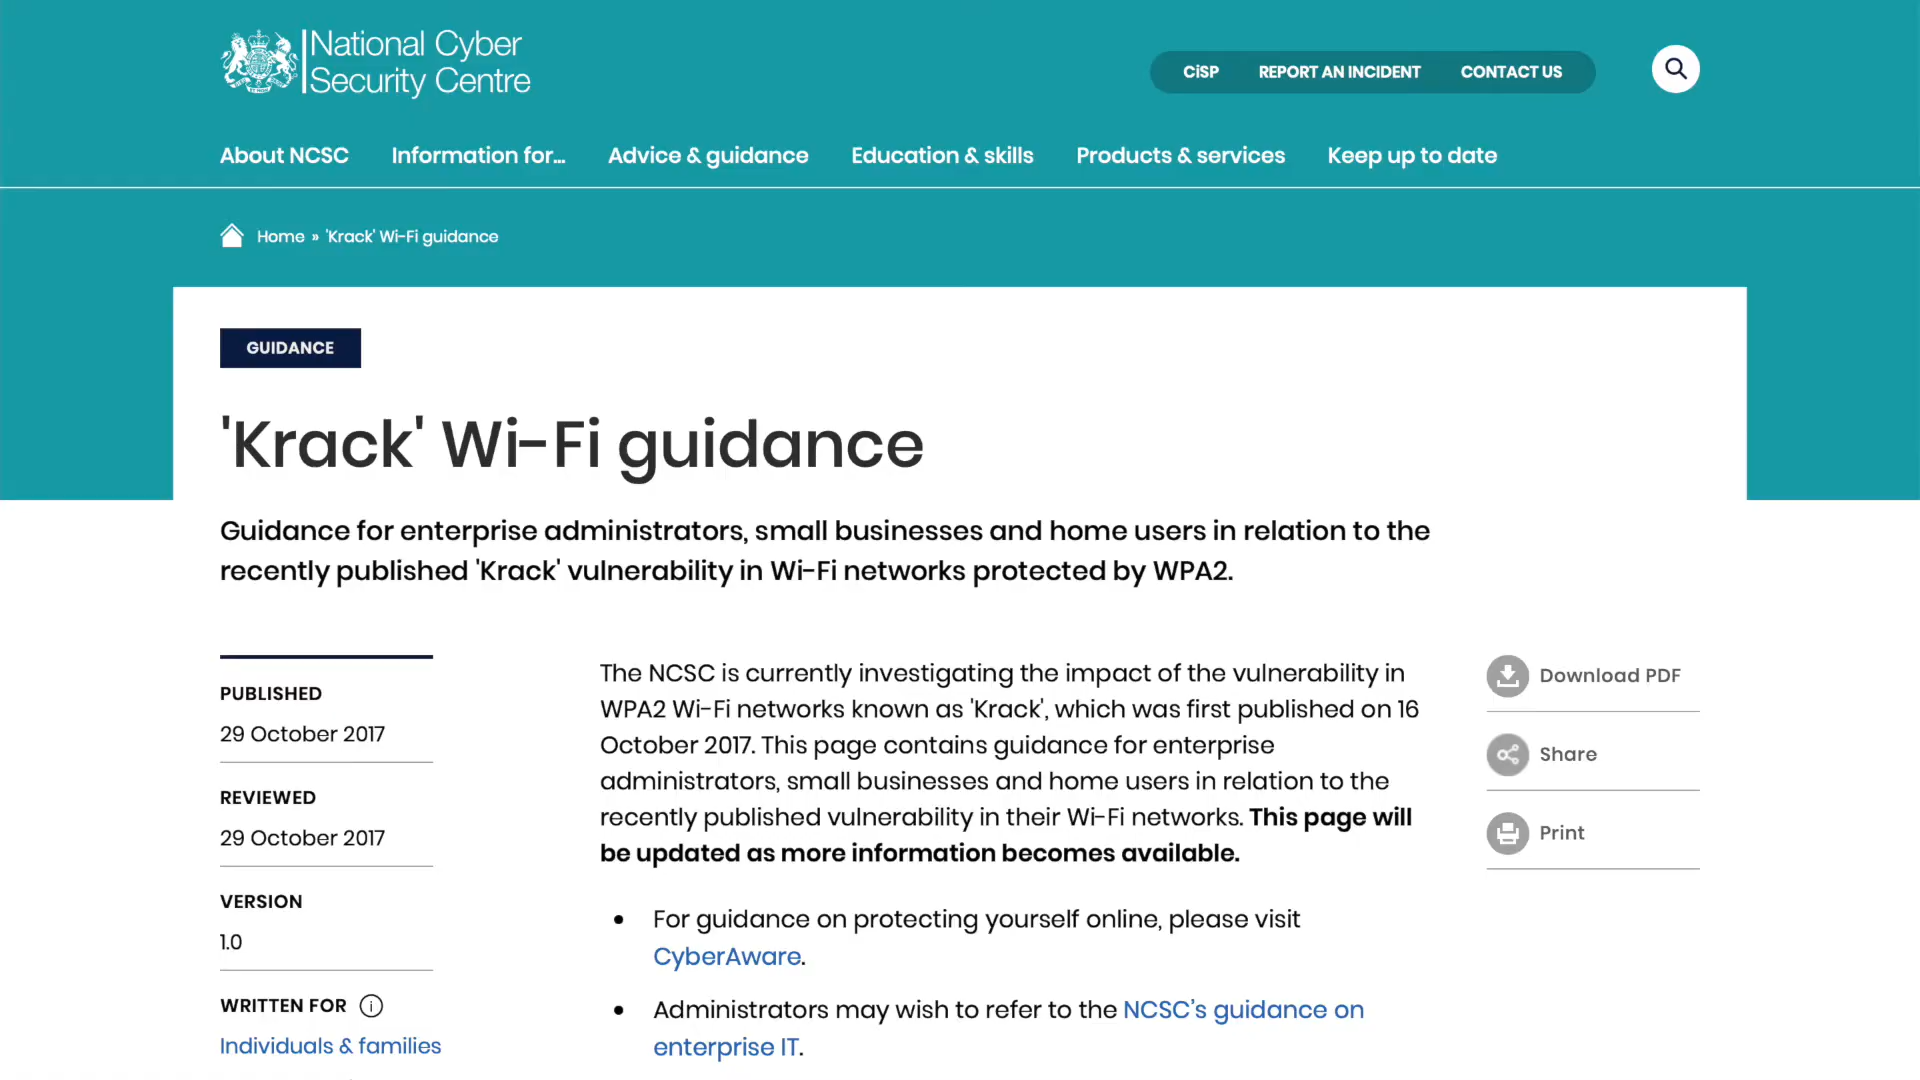 National Cyber
Security Centre
CiSP
REPORT AN INCIDENT
CONTACT US
About NCSC
Information for...
Advice & guidance
Education & skills
Products & services
Keep up to date
Home » 'Krack' Wi-Fi guidance
GUIDANCE
'Krack' Wi-Fi guidance
Guidance for enterprise administrators, small businesses and home users in relation to the
recently published 'Krack' vulnerability in Wi-Fi networks protected by WPA2.
PUBLISHED
29 October 2017
REVIEWED
29 October 2017
VERSION
1.0
WRITTEN FOR
Individuals & families
The NCSC is currently investigating the impact of the vulnerability in
WPA2 Wi-Fi networks known as 'Krack', which was first published on 16
October 2017. This page contains guidance for enterprise
administrators, small businesses and home users in relation to the
recently published vulnerability in their Wi-Fi networks. This page will
be updated as more information becomes available.
• For guidance on protecting yourself online, please visit
CyberAware.
• Administrators may wish to refer to the NCSC's guidance on
enterprise IT.
Download PDF
Share
Print